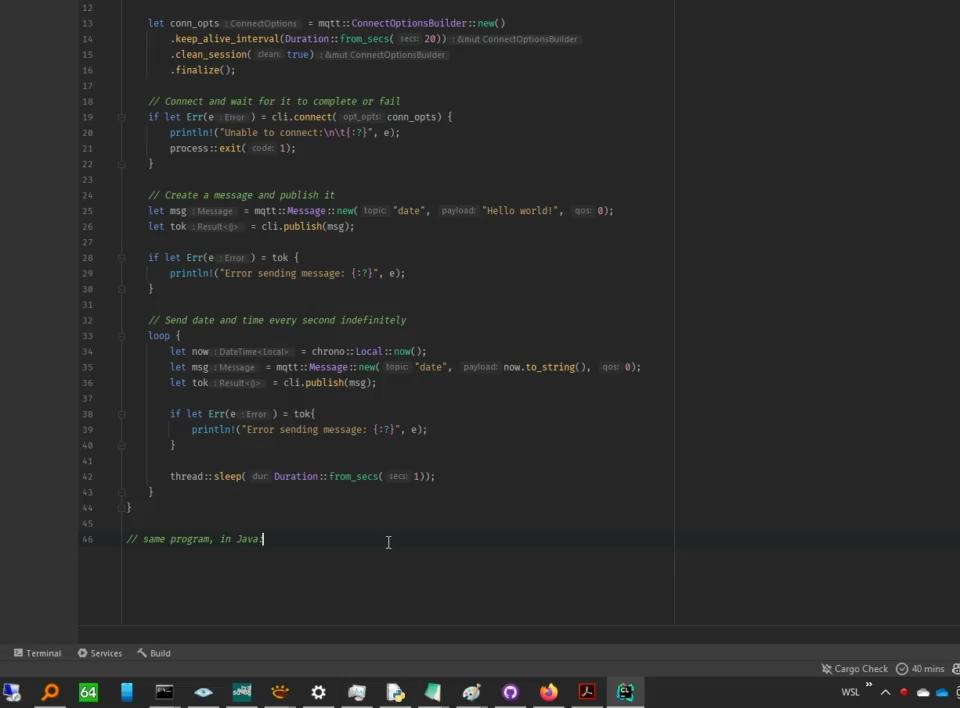 12
13 let conn_opts : ConnectOptions = mqtt::ConnectOptionsBuilder::new()
14 .keep_alive_interval(Duration::from_secs( secs: 20)) : &mut ConnectOptionsBuilder
15 .clean_session( clean: true) : &mut ConnectOptionsBuilder
16 .finalize();
17
18 // Connect and wait for it to complete or fail
19 if let Err(e : Error ) = cli.connect( opt_opts: conn_opts) {
20 println!("Unable to connect:\n\t{:?}", e);
21 process::exit( code: 1);
22 }
23
24 // Create a message and publish it
25 let msg : Message = mqtt::Message::new( topic: "date", payload: "Hello world!", qos: 0);
26 let tok : Result<()> = cli.publish(msg);
27
28 if let Err(e : Error ) = tok {
29 println!("Error sending message: {:?}", e);
30 }
31
32 // Send date and time every second indefinitely
33 loop {
34 let now : DateTime<Local> = chrono::Local::now();
35 let msg : Message = mqtt::Message::new( topic: "date", payload: now.to_string(), qos: 0);
36 let tok : Result<()> = cli.publish(msg);
37
38 if let Err(e : Error ) = tok{
39 println!("Error sending message: {:?}", e);
40 }
41
42 thread::sleep( dur: Duration::from_secs( secs: 1));
43 }
44 }
45
46 // same program, in Java:
Terminal Services Build
Cargo Check 40 mins
64 CL WSL